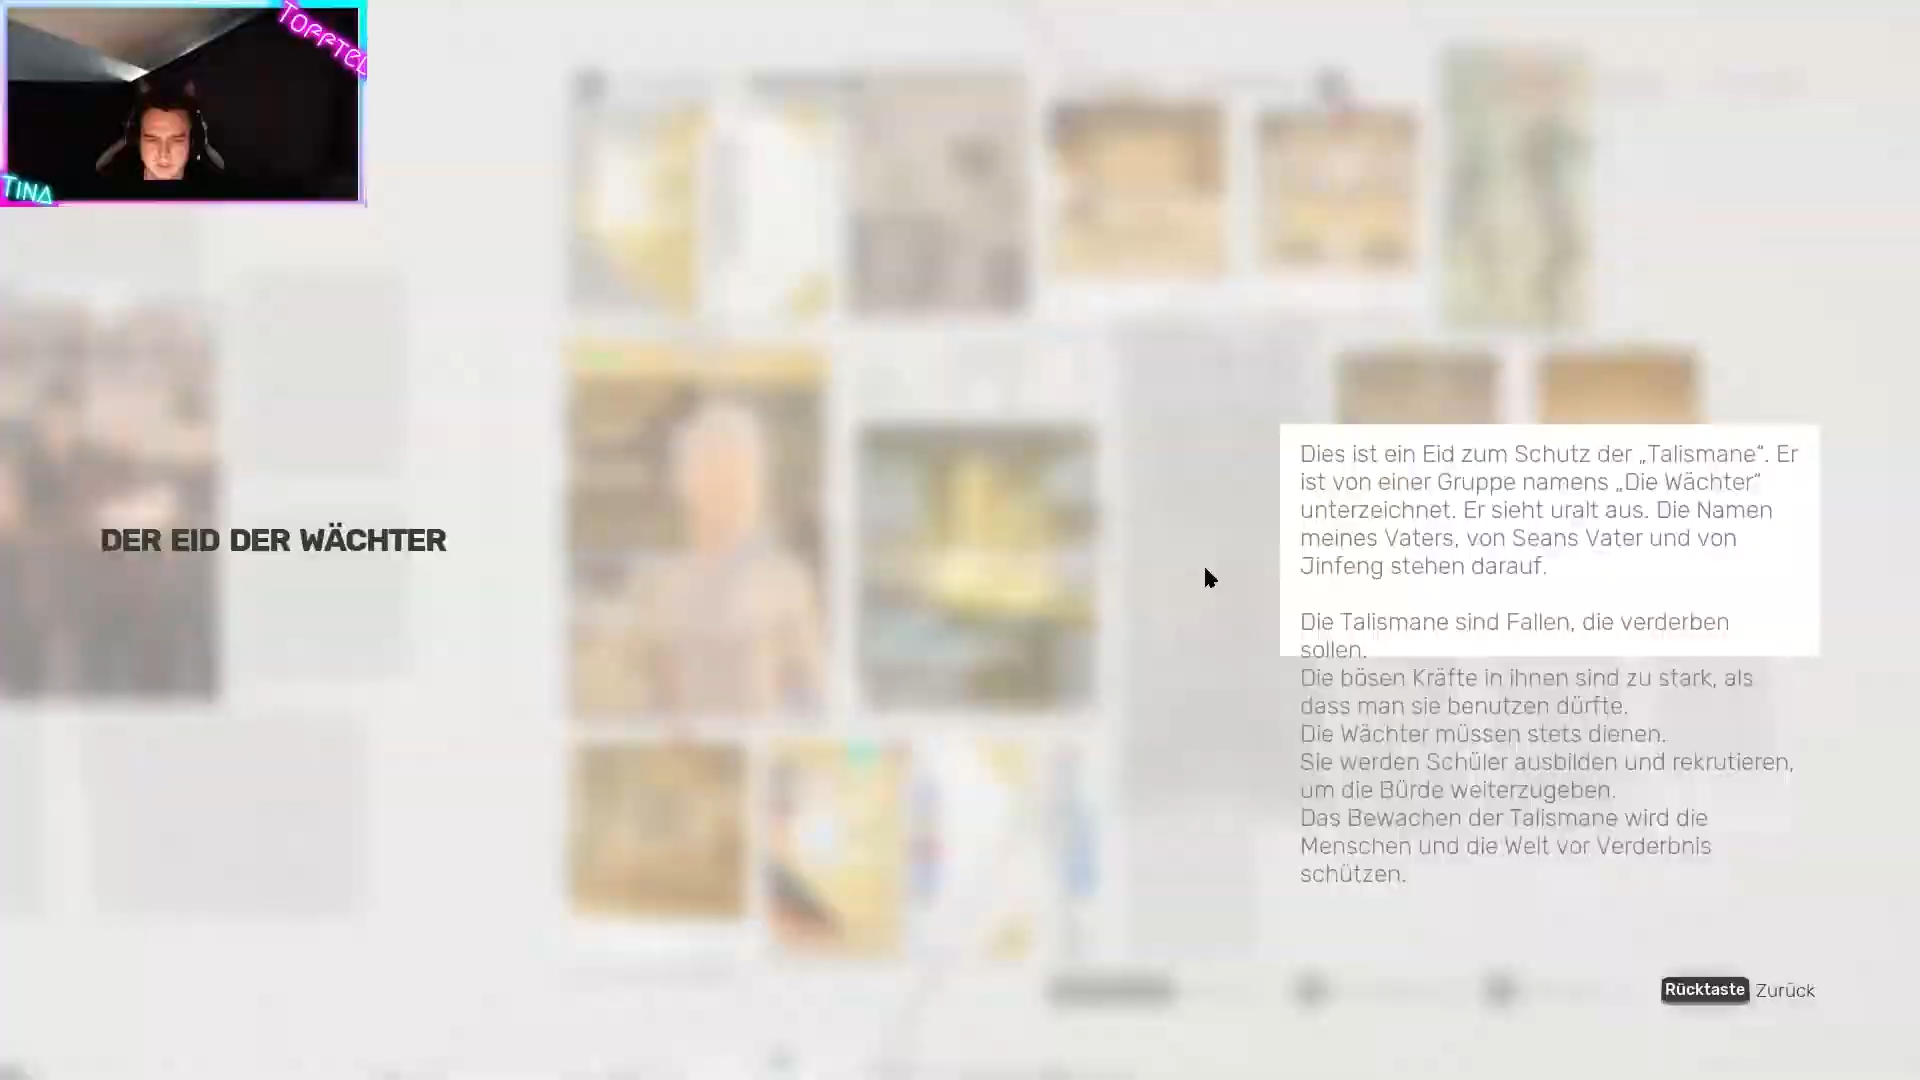 TOFFTEL
TINA
DER EID DER WÄCHTER
Dies ist ein Eid zum Schutz der „Talismane“. Er
ist von einer Gruppe namens „Die Wächter“
unterzeichnet. Er sieht uralt aus. Die Namen
meines Vaters, von Seans Vater und von
Jinfeng stehen darauf.
Die Talismane sind Fallen, die verderben
sollen.
Die bösen Kräfte in ihnen sind zu stark, als
dass man sie benutzen dürfte.
Die Wächter müssen stets dienen.
Sie werden Schüler ausbilden und rekrutieren,
um die Bürde weiterzugeben.
Das Bewachen der Talismane wird die
Menschen und die Welt vor Verderbnis
schützen.
Rücktaste Zurück